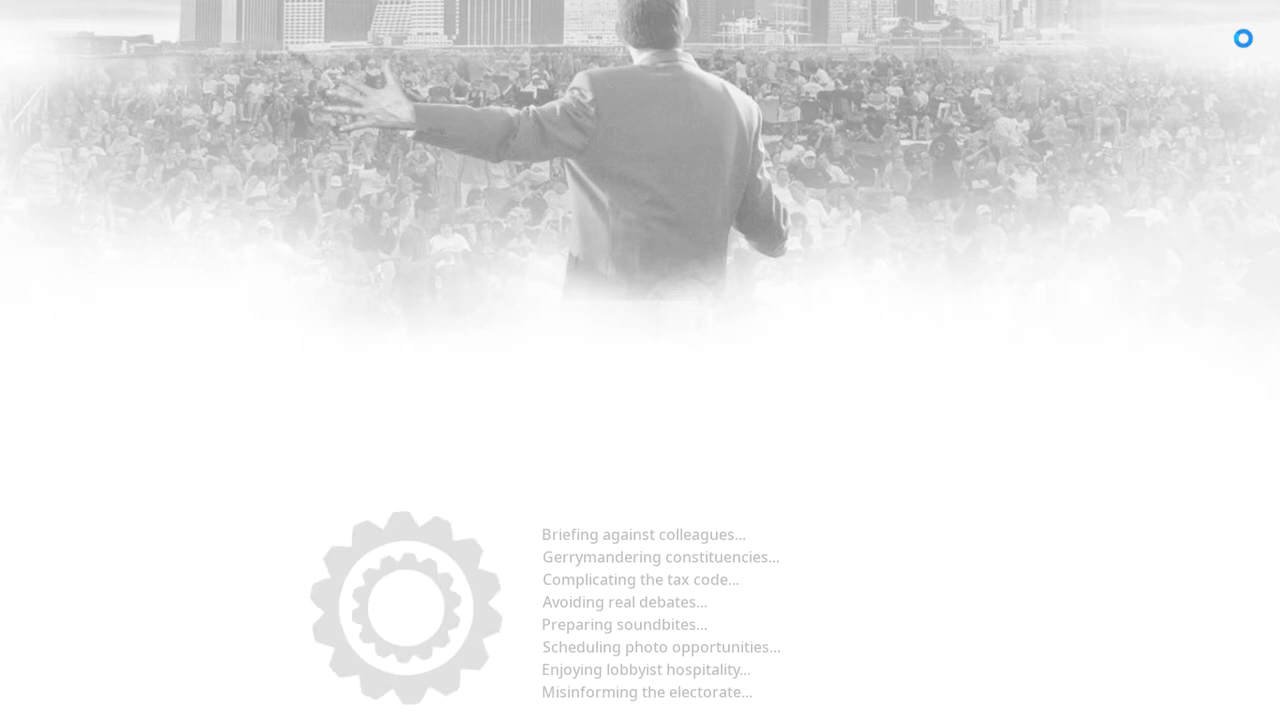 Briefing against colleagues...
Gerrymandering constituencies...
Complicating the tax code...
Avoiding real debates...
Preparing soundbites...
Scheduling photo opportunities...
Enjoying lobbyist hospitality...
Misinforming the electorate...